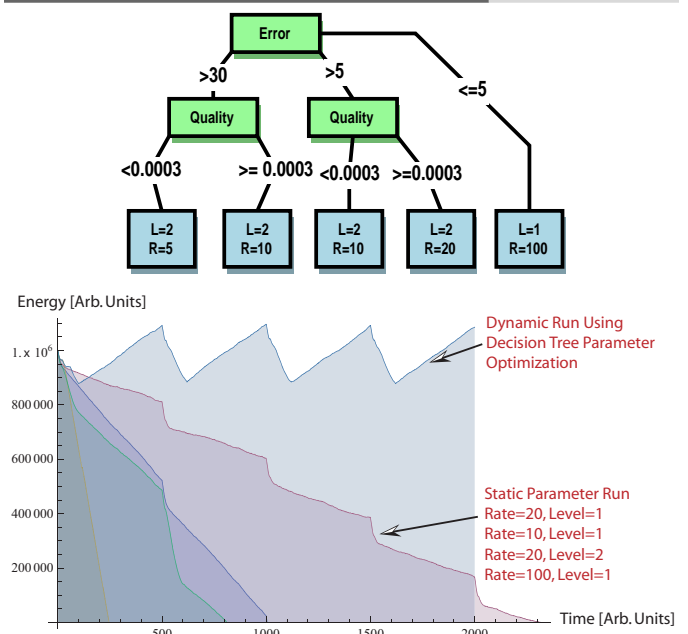 Error
>30
>5
<=5
Quality
Quality
<0.0003
>= 0.0003
<0.0003
>=0.0003
L=2
R=5
L=2
R=10
L=2
R=10
L=2
R=20
L=1
R=100
Energy [Arb. Units]
Dynamic Run Using
Decision Tree Parameter
Optimization
1. x 10^6
800 000
600 000
400 000
200 000
Static Parameter Run
Rate=20, Level=1
Rate=10, Level=1
Rate=20, Level=2
Rate=100, Level=1
Time [Arb. Units]
500
1000
1500
2000